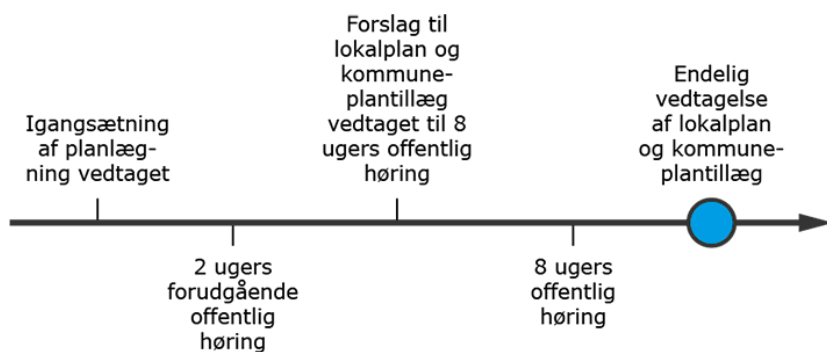 Igangsætning
af planlæg-
ning vedtaget
2 ugers
forudgående
offentlig
høring
Forslag til
lokalplan og
kommune-
plantillæg
vedtaget til 8
ugers offentlig
høring
8 ugers
offentlig
høring
Endelig
vedtagelse
af lokalplan
og kommune-
plantillæg